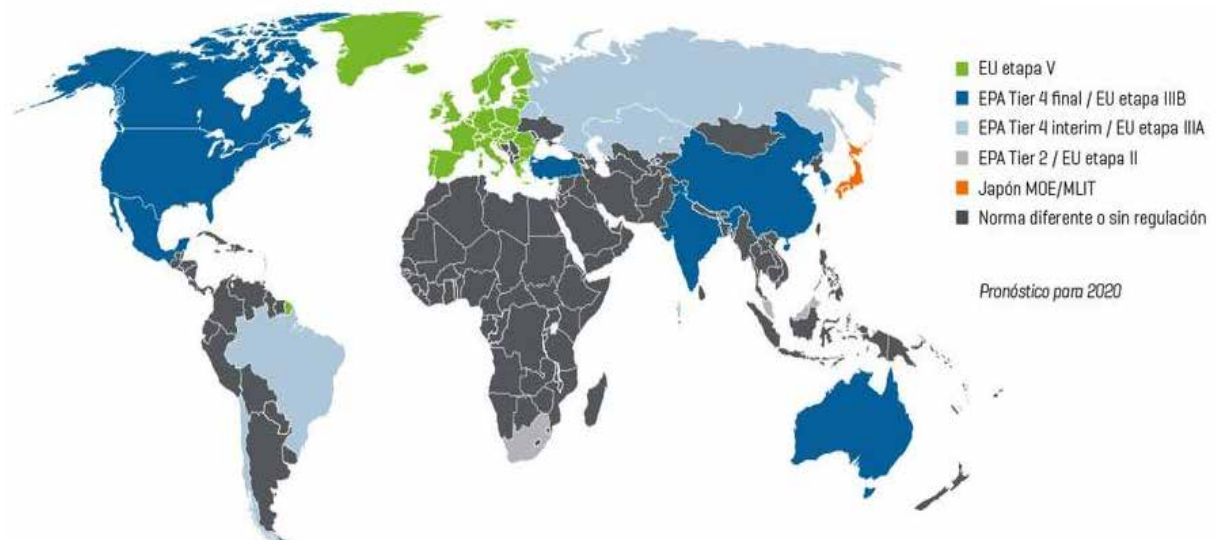 EU etapa V
EPA Tier 4 final / EU etapa IIIB
EPA Tier 4 interim / EU etapa IIIA
EPA Tier 2 / EU etapa II
Japón MOE/MLIT
Norma diferente o sin regulación
Pronóstico para 2020